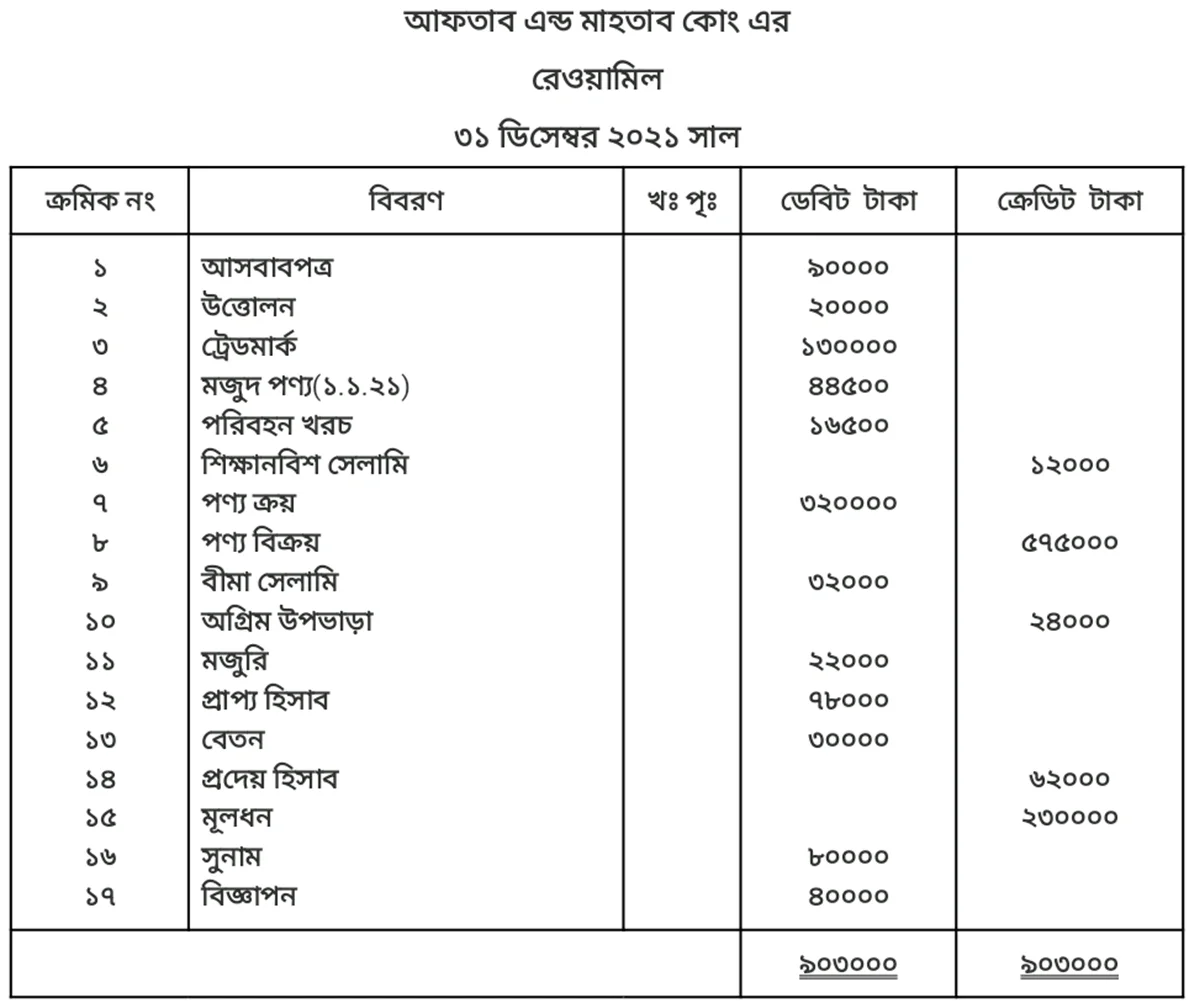 আফতাব এন্ড মাহতাব কোং এর
রেওয়ামিল
৩১ ডিসেম্বর ২০২১ সাল
ক্রমিক নং বিবরণ খঃ পৃঃ ডেবিট টাকা ক্রেডিট টাকা
১ আসবাবপত্র ৯০০০০
২ উত্তোলন ২০০০০
৩ ট্রেডমার্ক ১৩০০০০
৪ মজুদ পণ্য(১.১.২১) ৪৪৫০০
৫ পরিবহন খরচ ১৬৫০০
৬ শিক্ষানবিশ সেলামি ১২০০০
৭ পণ্য ক্রয় ৩২০০০০
৮ পণ্য বিক্রয় ৫৭৫০০০
৯ বীমা সেলামি ৩২০০০
১০ অগ্রিম উপভাড়া ২৪০০০
১১ মজুরি ২২০০০
১২ প্রাপ্য হিসাব ৭৮০০০
১৩ বেতন ৩০০০০
১৪ প্রদেয় হিসাব ৬২০০০
১৫ মূলধন ২৩০০০০
১৬ সুনাম ৮০০০০
১৭ বিজ্ঞাপন ৪০০০০
৯০৩০০০ ৯০৩০০০